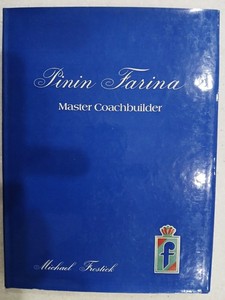 Pinin Farina
Master Coachbuilder
Michael Frostick
f